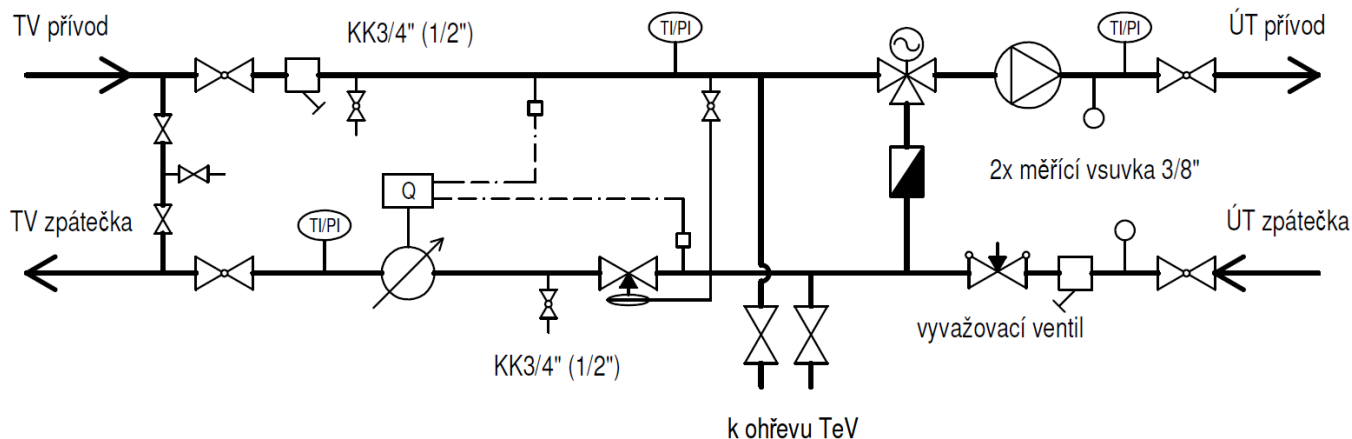 TV přívod
KK3/4" (1/2")
TI/PI
TI/PI
ÚT přívod
2x měřící vsuvka 3/8"
Q
TV zpátečka
TI/PI
ÚT zpátečka
vyvažovací ventil
KK3/4" (1/2")
k ohřevu TeV